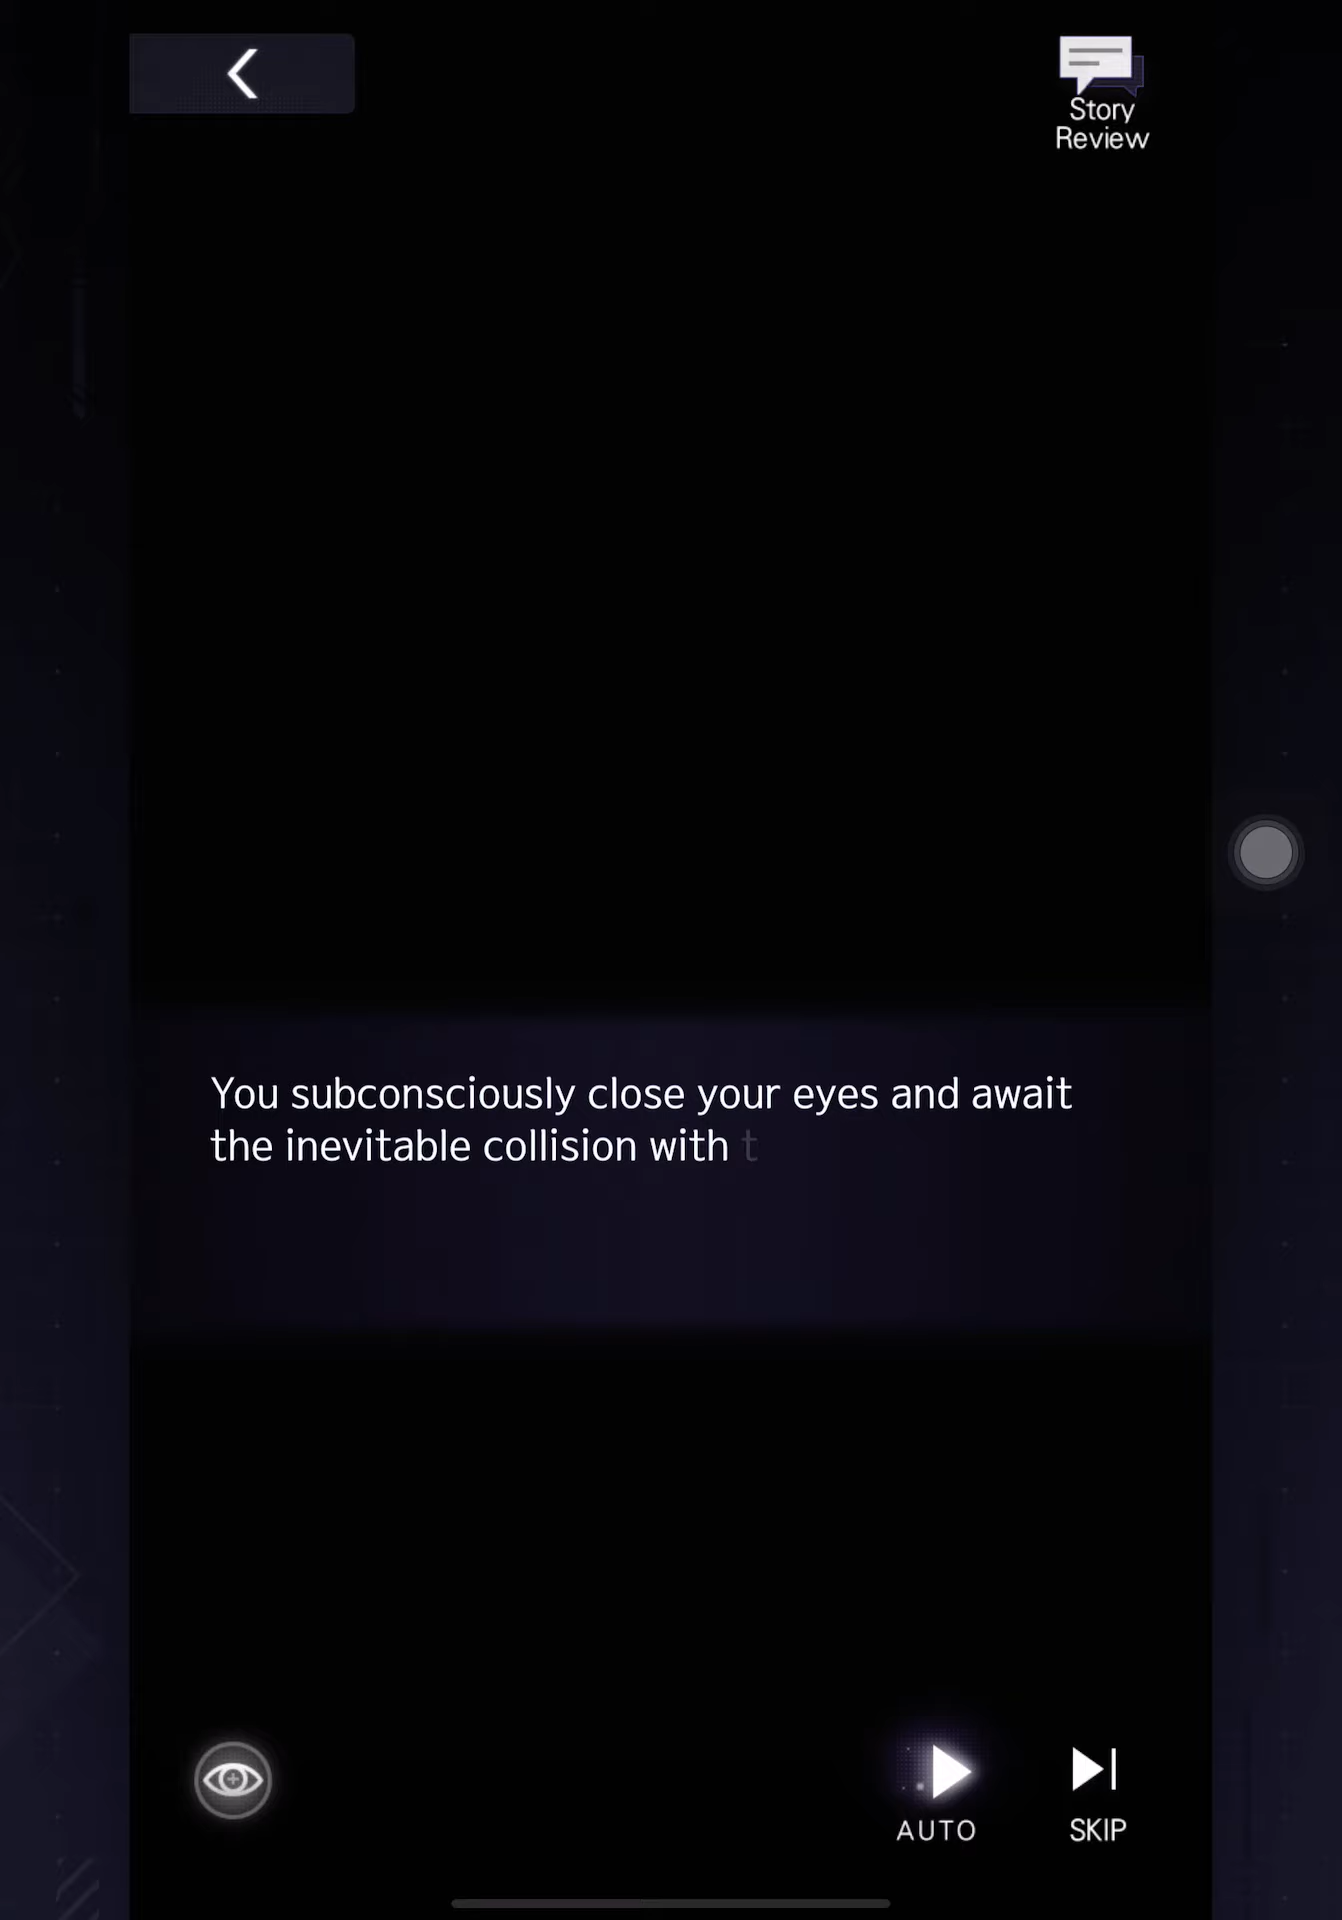 Story
Review
You subconsciously close your eyes and await
the inevitable collision with t
AUTO
SKIP